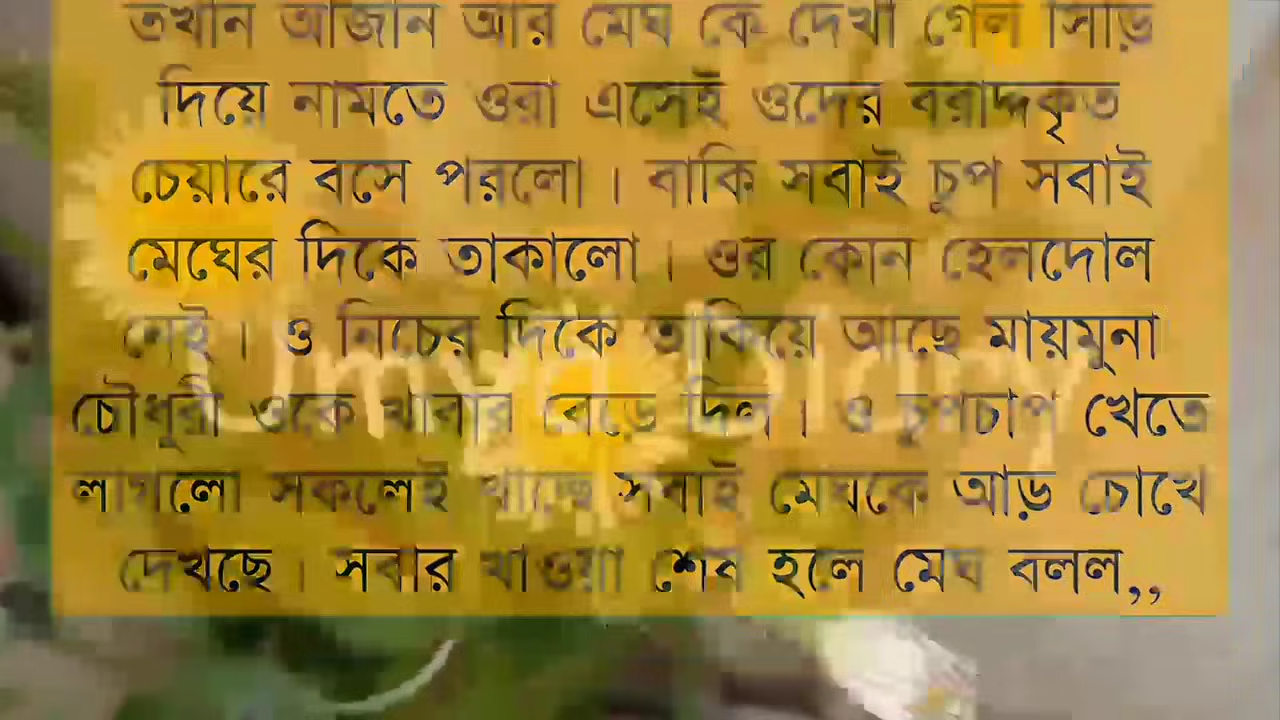 তখান আজান আর মেঘ কে দেখা গেল সিঁড়ি
দিয়ে নামতে ওরা এসেই ওদের বরাদ্দকৃত
চেয়ারে বসে পরলো । বাকি সবাই চুপ সবাই
মেঘের দিকে তাকালো । ওর কোন হেলদোল
নেই । ও নিচের দিকে তাকিয়ে আছে মায়মুনা
চৌধুরী ওকে খাবার বেড়ে দিল । ও চুপচাপ খেতে
লাগলো সকলেই খাচ্ছে সবাই মেঘকে আড় চোখে
দেখছে । সবার খাওয়া শেষ হলে মেঘ বলল,,
Diary